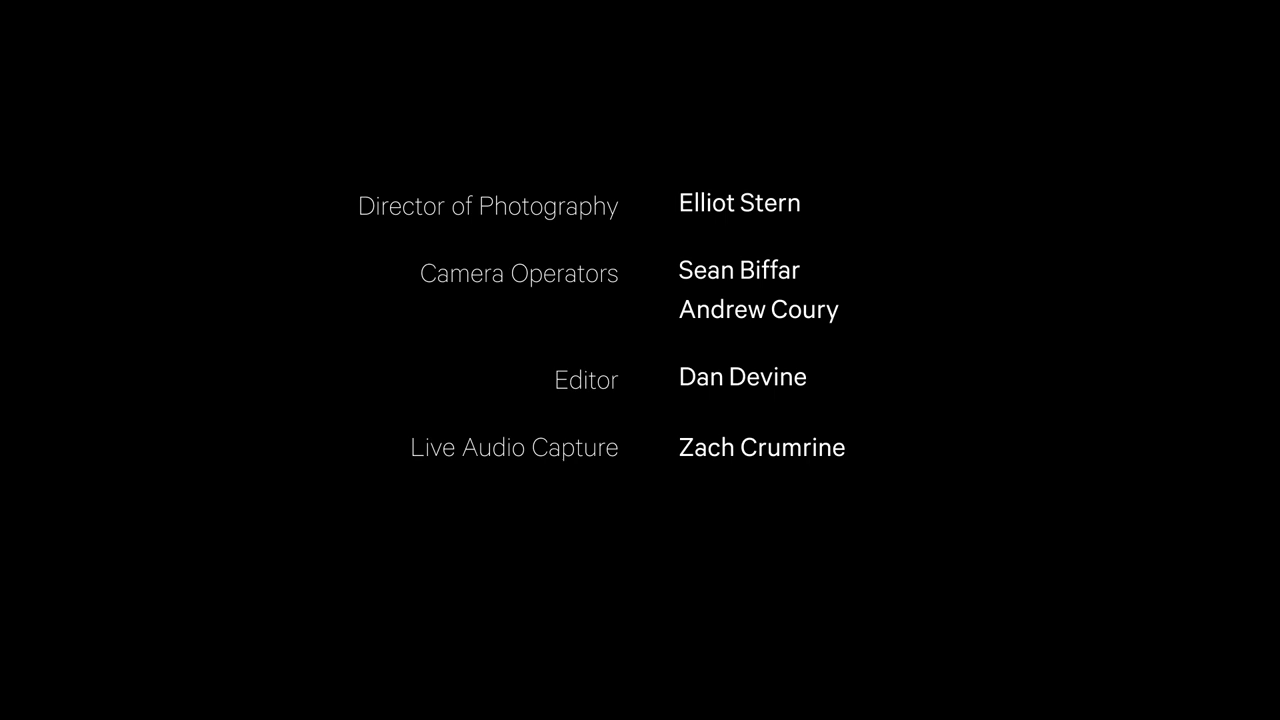 Director of Photography Elliot Stern
Camera Operators Sean Biffar
Andrew Coury
Editor Dan Devine
Live Audio Capture Zach Crumrine